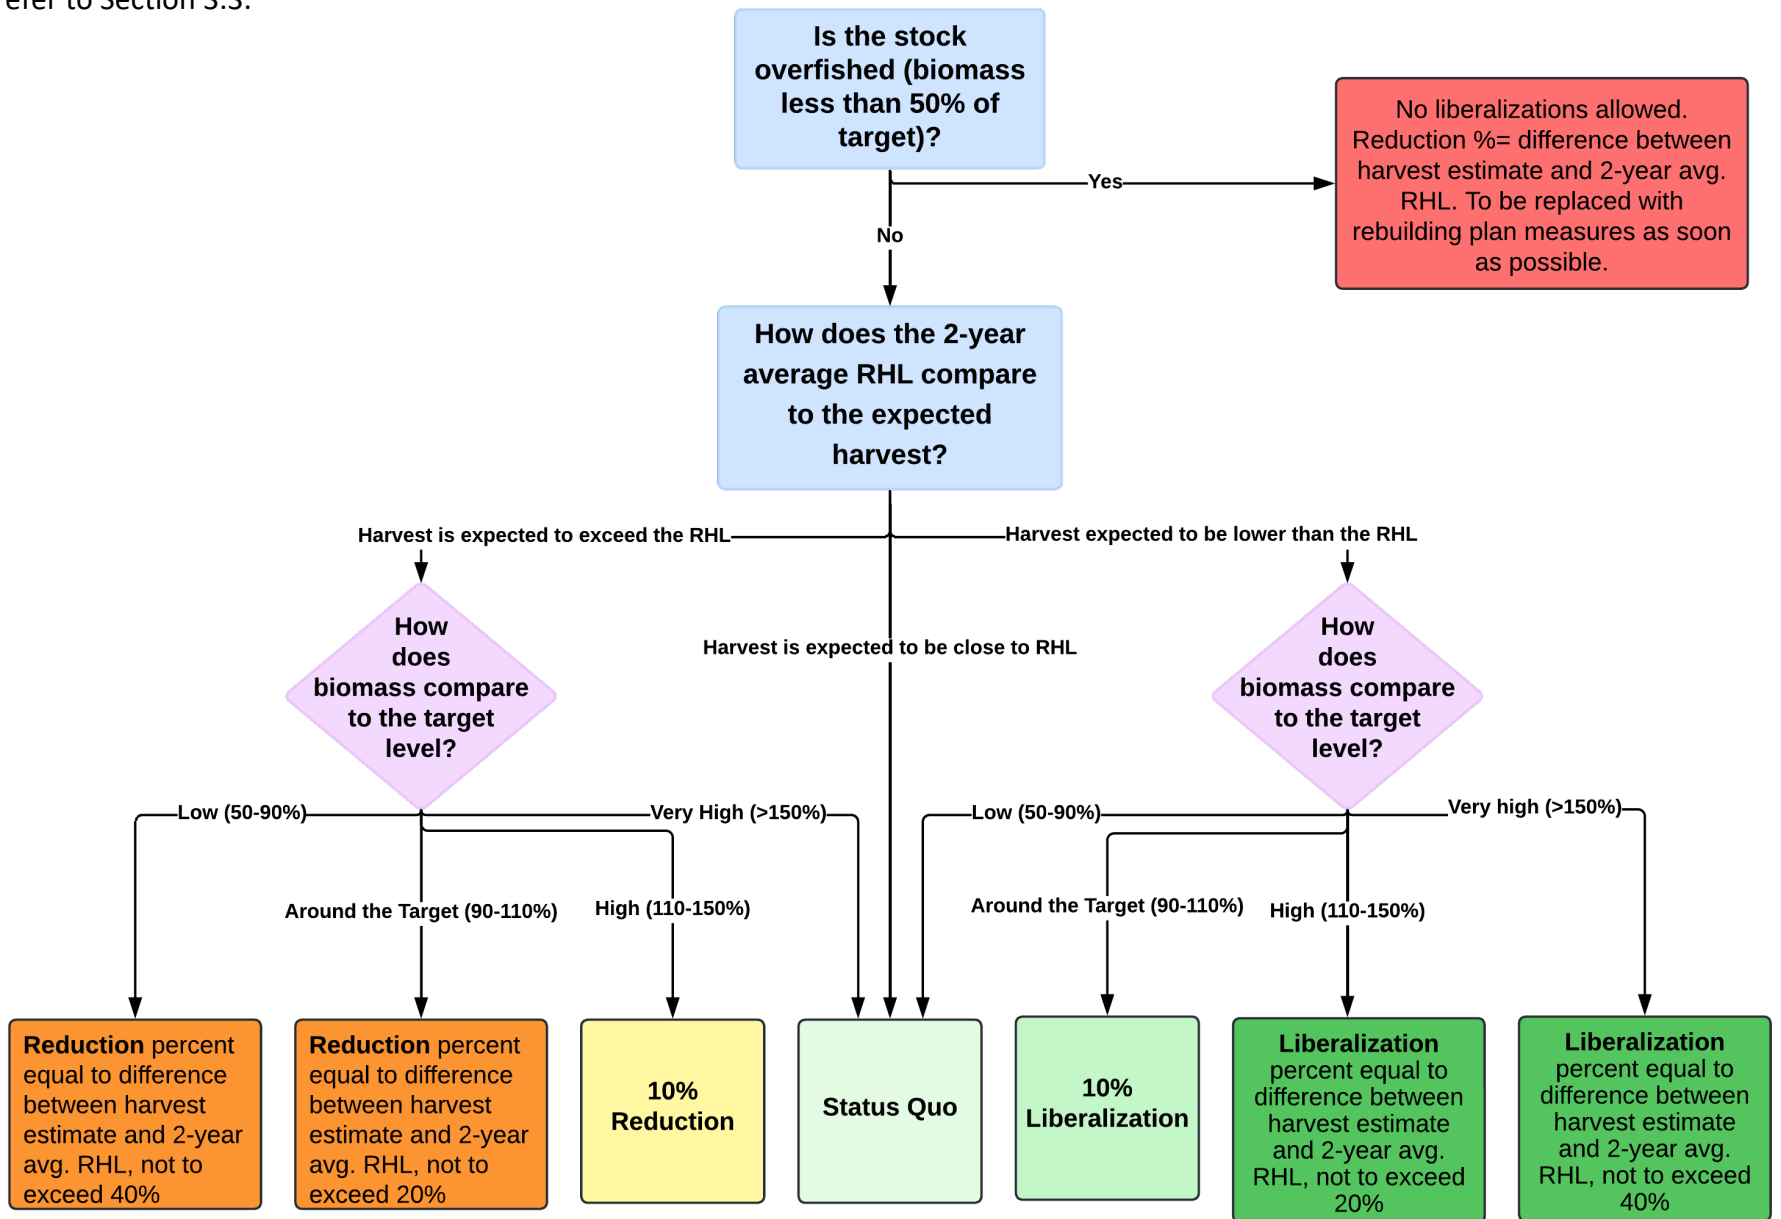 efer to Section 3.3.
Is the stock
overfished (biomass
less than 50% of
target)?
No liberalizations allowed.
Reduction %= difference between
harvest estimate and 2-year avg.
RHL. To be replaced with
rebuilding plan measures as soon
as possible.
Yes
No
How does the 2-year
average RHL compare
to the expected
harvest?
Harvest is expected to exceed the RHL
Harvest expected to be lower than the RHL
Harvest is expected to be close to RHL
How
does
biomass compare
to the target
level?
How
does
biomass compare
to the target
level?
Low (50-90%)
Very High (>150%)
Low (50-90%)
Very high (>150%)
Around the Target (90-110%)
High (110-150%)
Around the Target (90-110%)
High (110-150%)
Reduction percent
equal to difference
between harvest
estimate and 2-year
avg. RHL, not to
exceed 40%
Reduction percent
equal to difference
between harvest
estimate and 2-year
avg. RHL, not to
exceed 20%
10%
Reduction
Status Quo
10%
Liberalization
Liberalization
percent equal to
difference between
harvest estimate
and 2-year avg.
RHL, not to exceed
20%
Liberalization
percent equal to
difference between
harvest estimate
and 2-year avg.
RHL, not to exceed
40%